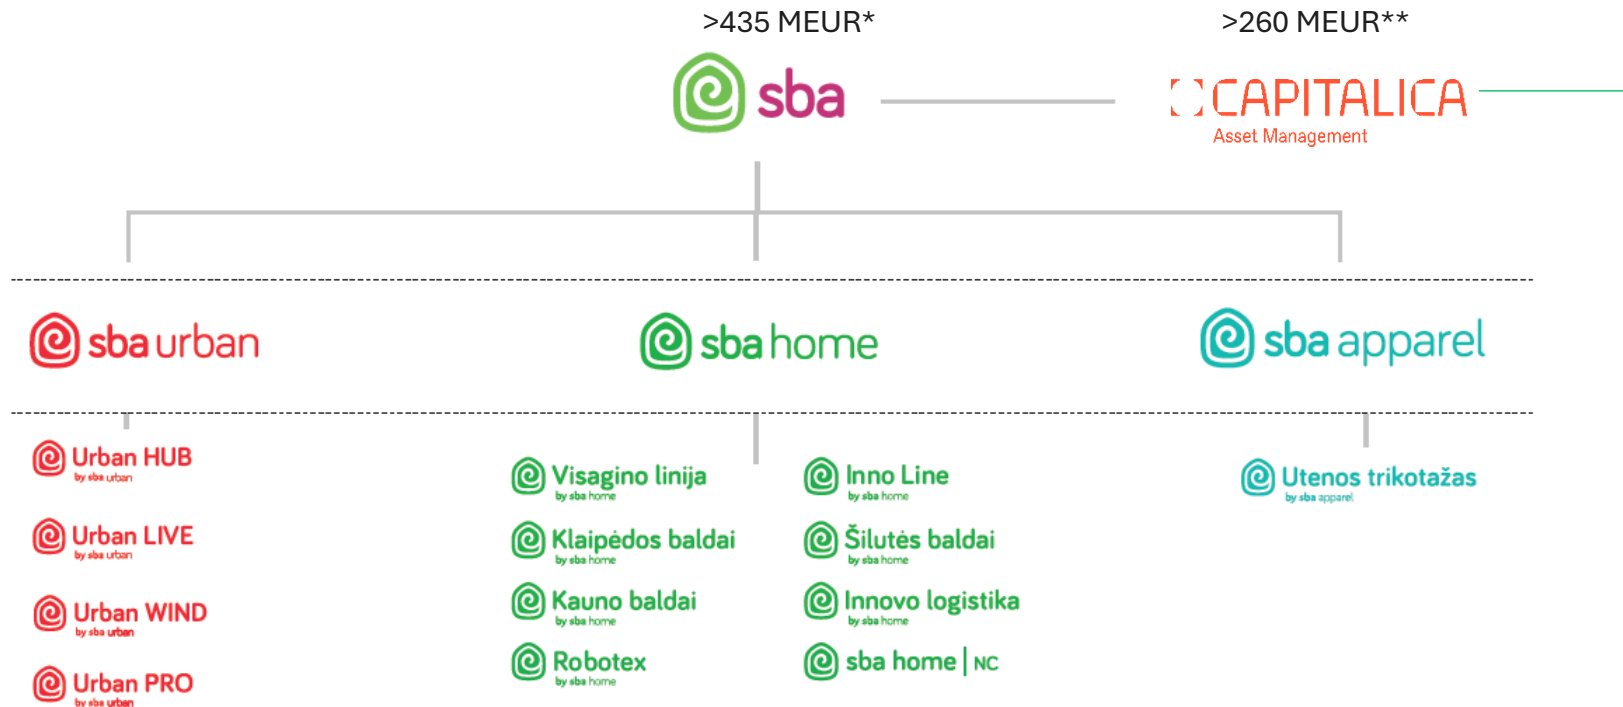 >435 MEUR*
>260 MEUR**
sba
CAPITALICA
Asset Management
sba urban
sba home
sba apparel
Urban HUB
by sba urban
Urban LIVE
by sba urban
Urban WIND
by sba urban
Urban PRO
by sba urban
Visagino linija
by sba home
Klaipėdos baldai
by sba home
Kauno baldai
by sba home
Robotex
by sba home
Inno Line
by sba home
Šilutės baldai
by sba home
Innovo logistika
by sba home
sba home | NC
Utenos trikotažas
by sba apparel